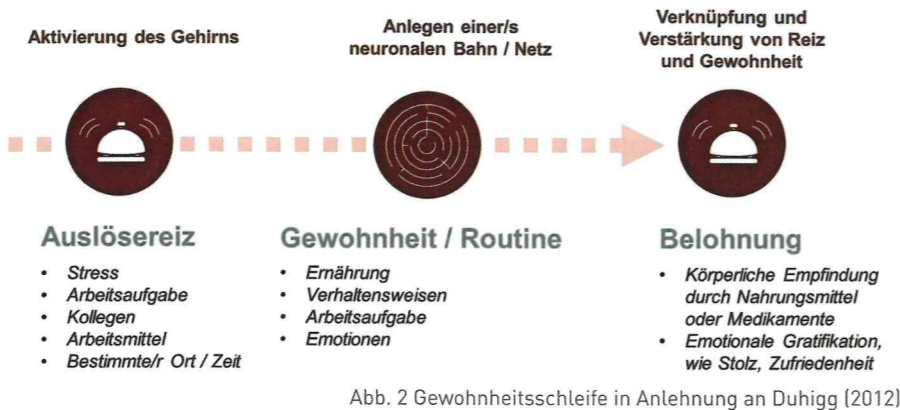 Aktivierung des Gehirns
Anlegen einer/s
neuronalen Bahn / Netz
Verknüpfung und
Verstärkung von Reiz
und Gewohnheit
Auslösereiz
• Stress
• Arbeitsaufgabe
• Kollegen
• Arbeitsmittel
• Bestimmte/r Ort / Zeit
Gewohnheit / Routine
• Ernährung
• Verhaltensweisen
• Arbeitsaufgabe
• Emotionen
Belohnung
• Körperliche Empfindung
durch Nahrungsmittel
oder Medikamente
• Emotionale Gratifikation,
wie Stolz, Zufriedenheit
Abb. 2 Gewohnheitsschleife in Anlehnung an Duhigg (2012)